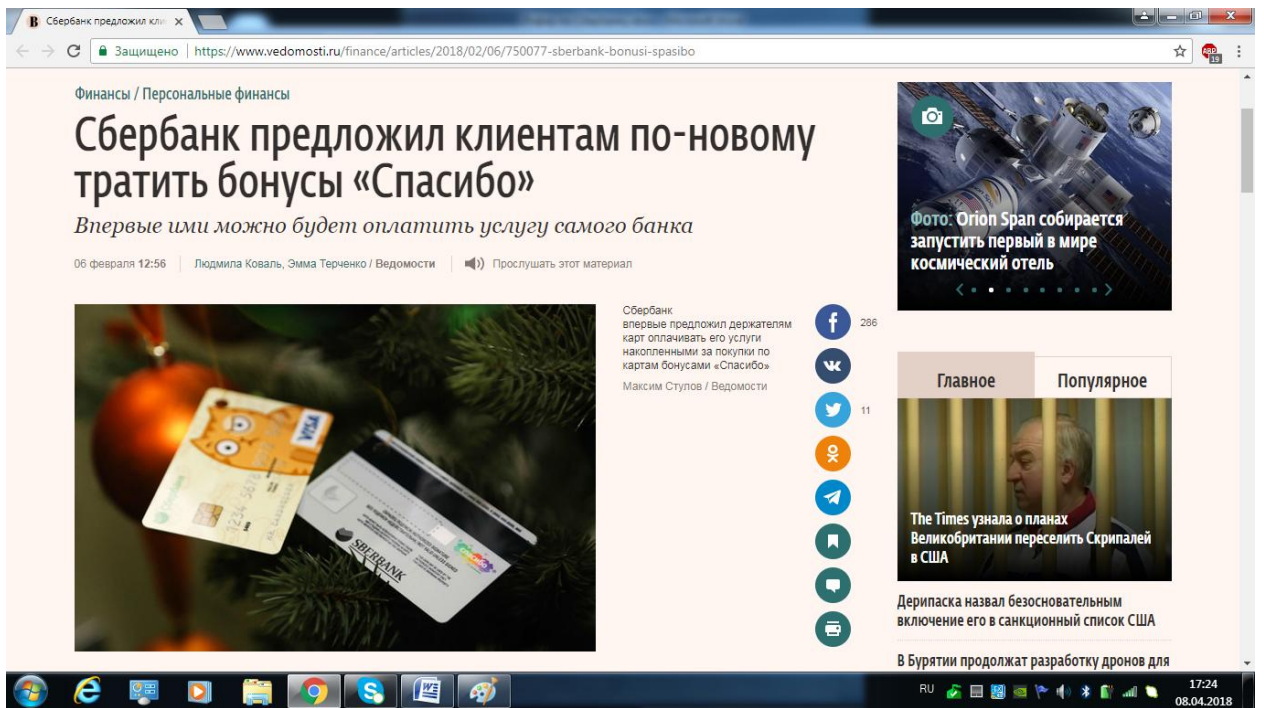 Сбербанк предложил кли
Защищено | https://www.vedomosti.ru/finance/articles/2018/02/06/750077-sberbank-bonusi-spasibo
ABP
19
Финансы / Персональные финансы
Сбербанк предложил клиентам по-новому
тратить бонусы «Спасибо»
Впервые ими можно будет оплатить услугу самого банка
06 февраля 12:56
Людмила Коваль, Эмма Терченко / Ведомости
Прослушать этот материал
VISA
SBERBANK
Сбербанк
впервые предложил держателям
карт оплачивать его услуги
накопленными за покупки по
картам бонусами «Спасибо»
Максим Стулов / Ведомости
286
11
Фото: Orion Span собирается
запустить первый в мире
космический отель
Главное
Популярное
The Times узнала о
планах
Великобритании переселить Скрипалей
в США
Дерипаска назвал безосновательным
включение его в санкционный список США
В Бурятии продолжат разработку дронов для
RU
17:24
08.04.2018